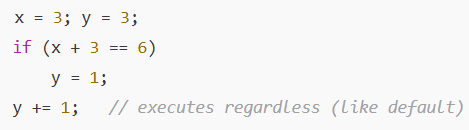 x = 3; y = 3;
if (x + 3 == 6)
    y = 1;
y += 1;   // executes regardless (like default)